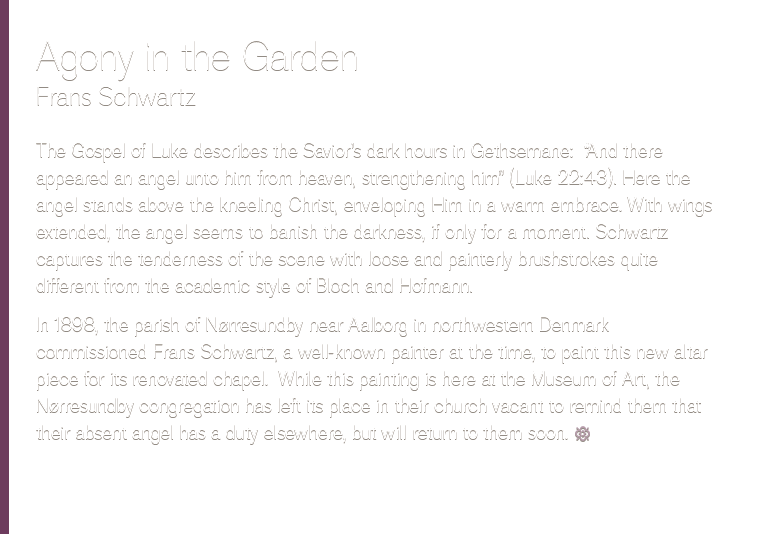 Agony in the Garden
Frans Schwartz
The Gospel of Luke describes the Savior's dark hours in Gethsemane: "And there
appeared an angel unto him from heaven, strengthening him" (Luke 22:43). Here the
angel stands above the kneeling Christ, enveloping Him in a warm embrace. With wings
extended, the angel seems to banish the darkness, if only for a moment. Schwartz
captures the tenderness of the scene with loose and painterly brushstrokes quite
different from the academic style of Bloch and Hofmann.
In 1898, the parish of Nørresundby near Aalborg in northwestern Denmark
commissioned Frans Schwartz, a well-known painter at the time, to paint this new altar
piece for its renovated chapel. While this painting is here at the Museum of Art, the
Nørresundby congregation has left its place in their church vacant to remind them that
their absent angel has a duty elsewhere, but will return to them soon.